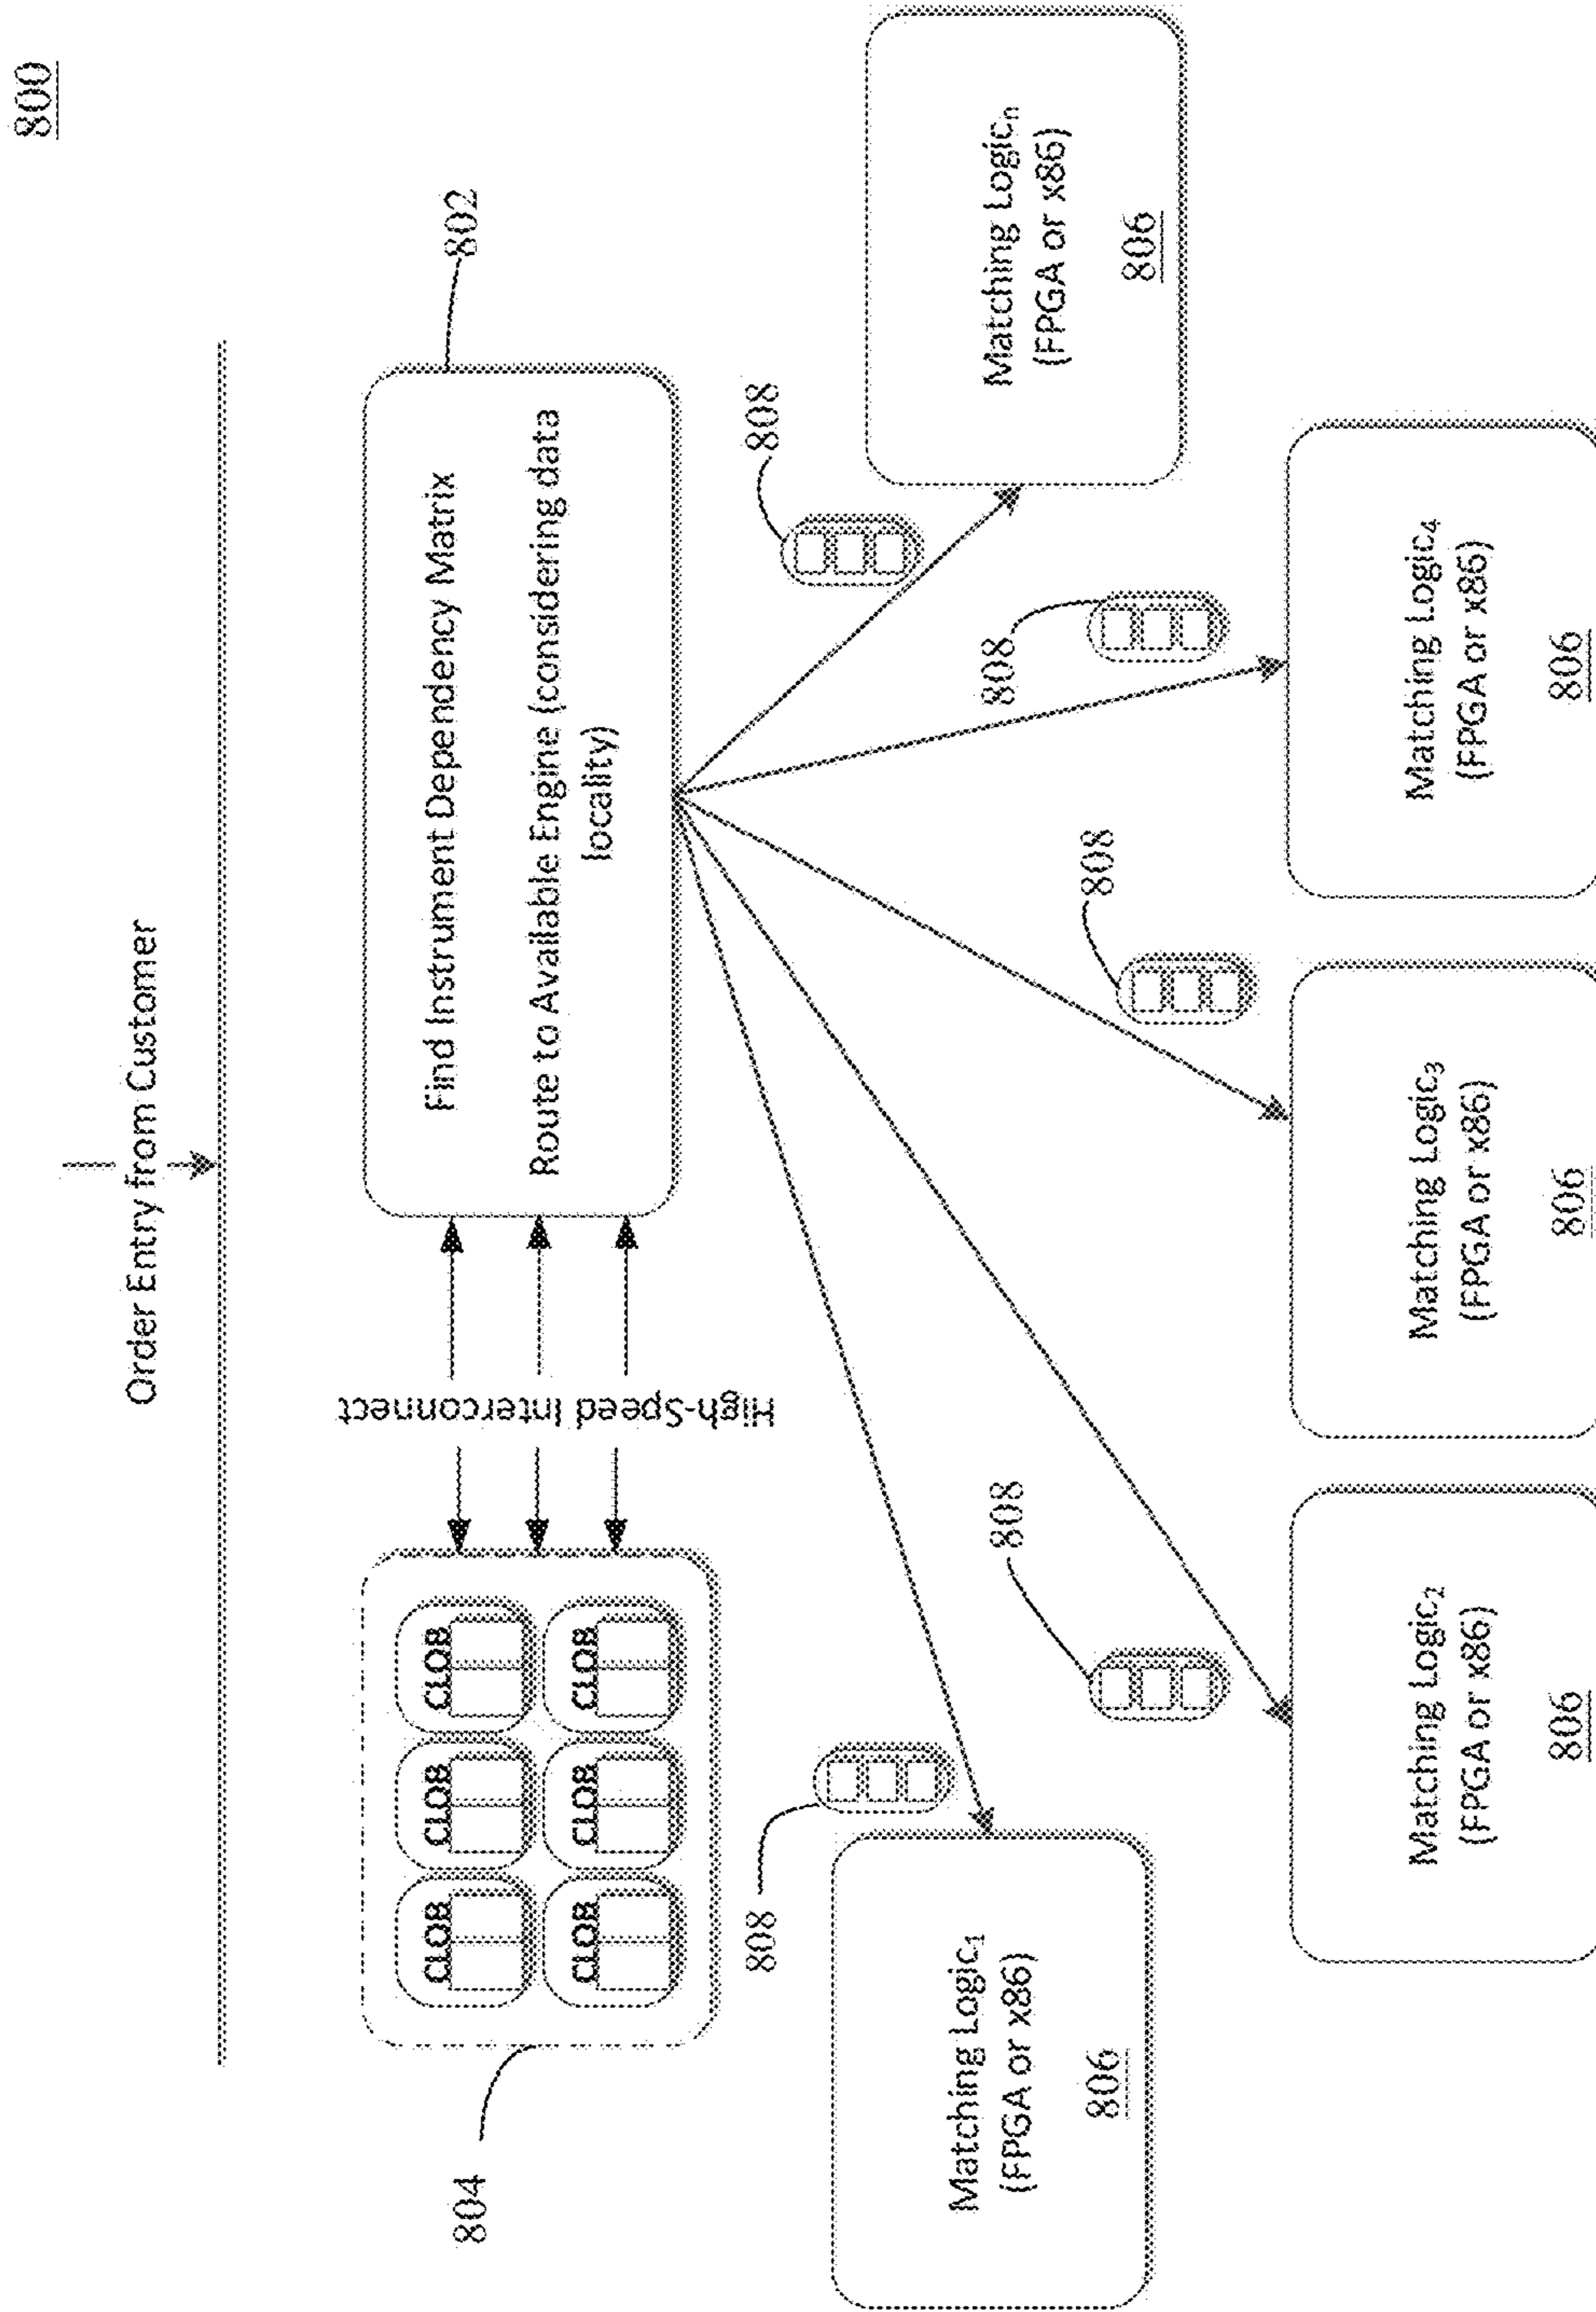 800
Order Entry from Customer
802
Find Instrument Dependency Matrix
Route to Available Engine (considering data
locality)
High-Speed Interconnect
804
CLOB
CLOB
CLOB
CLOB
CLOB
CLOB
808
808
808
808
808
Matching Logic₁
(FPGA or x86)
806
Matching Logic₂
(FPGA or x86)
806
Matching Logic₃
(FPGA or x86)
806
Matching Logic₄
(FPGA or x86)
806
Matching Logicₙ
(FPGA or x86)
806